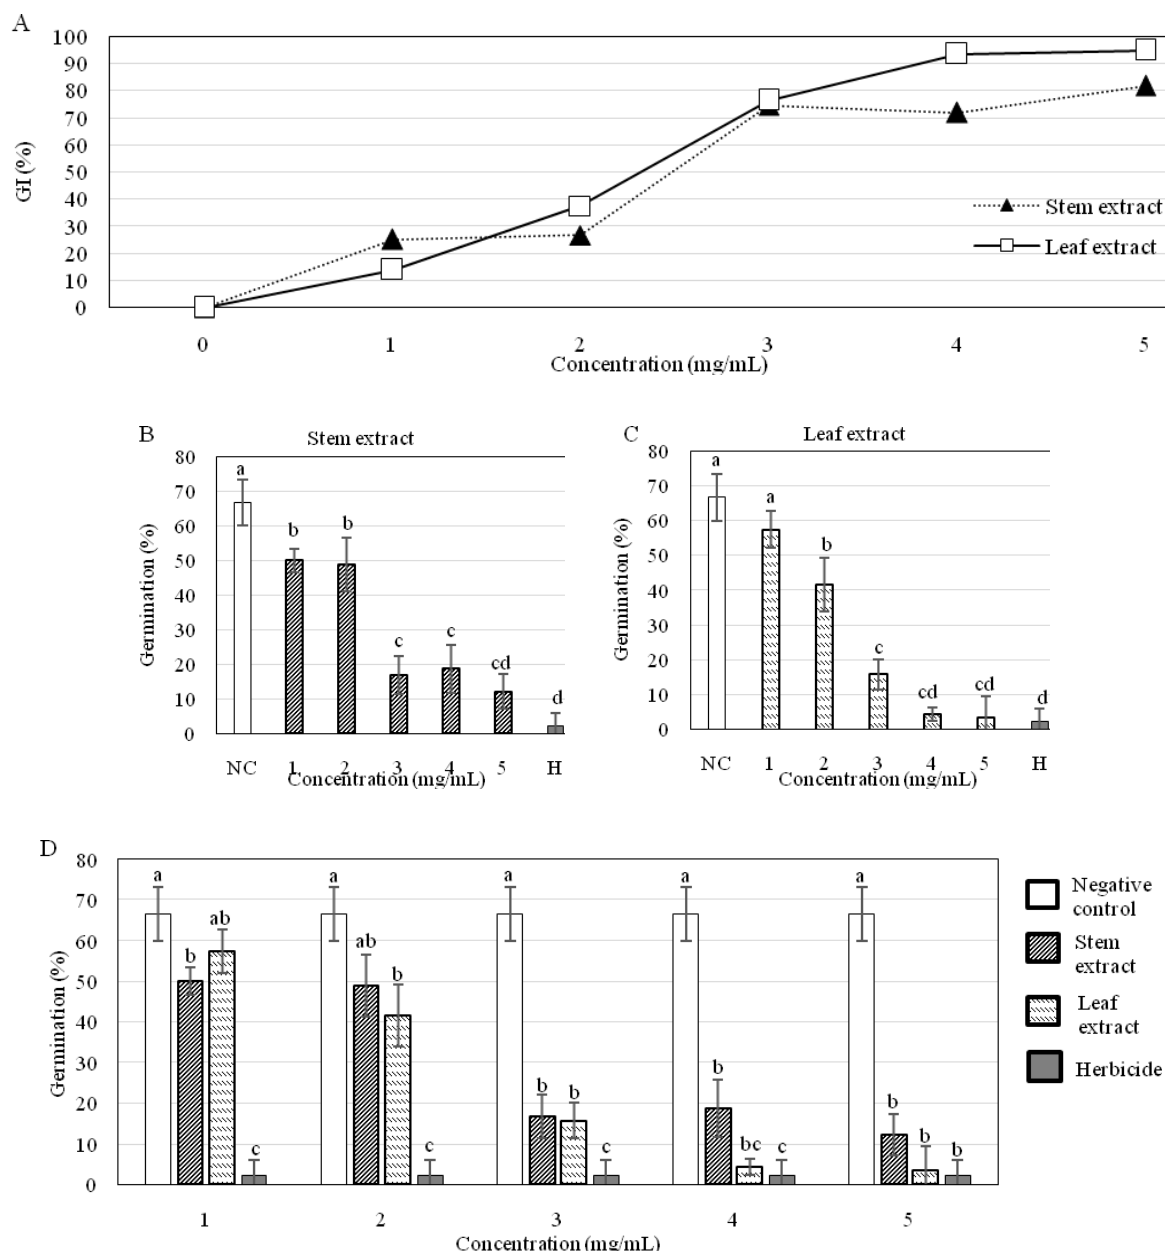 A
100
90
80
70
60
50
40
30
20
10
0
GI (%)
Stem extract
Leaf extract
0 1 2 3 4 5
Concentration (mg/mL)
B
Stem extract
80
70
60
50
40
30
20
10
0
Germination (%)
a b b c c cd d
NC 1 2 3 4 5 H
Concentration (mg/mL)
C
Leaf extract
80
70
60
50
40
30
20
10
0
Germination (%)
a a b c cd cd d
NC 1 2 3 4 5 H
Concentration (mg/mL)
D
80
70
60
50
40
30
20
10
0
Germination (%)
a b ab c
a ab b c
a b b c
a b bc c
a b b b
1 2 3 4 5
Concentration (mg/mL)
Negative
control
Stem
extract
Leaf
extract
Herbicide